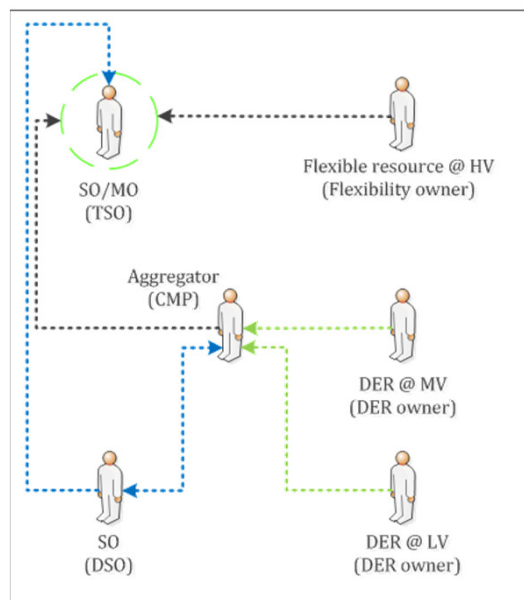 SO/MO
(TSO)
Flexible resource @ HV
(Flexibility owner)
Aggregator
(CMP)
DER @ MV
(DER owner)
SO
(DSO)
DER @ LV
(DER owner)